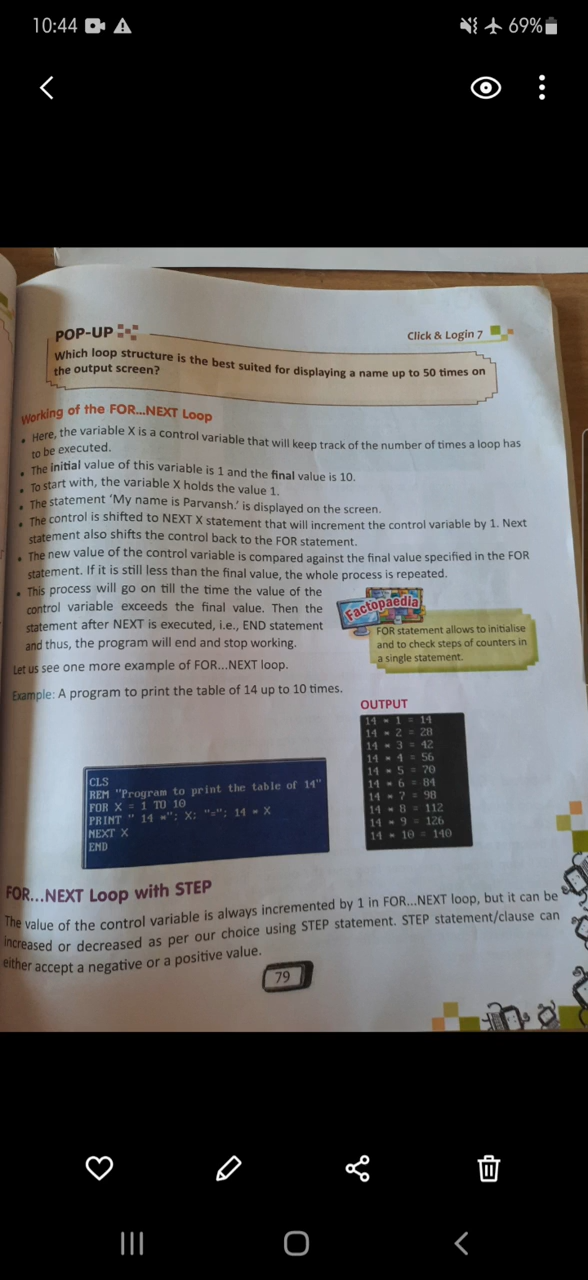 10:44
69%
POP-UP
Click & Login 7
Which loop structure is the best suited for displaying a name up to 50 times on
the output screen?
Working of the FOR...NEXT Loop
• Here, the variable X is a control variable that will keep track of the number of times a loop has
to be executed.
• The initial value of this variable is 1 and the final value is 10.
• To start with, the variable X holds the value 1.
• The statement 'My name is Parvansh.' is displayed on the screen.
• The control is shifted to NEXT X statement that will increment the control variable by 1. Next
statement also shifts the control back to the FOR statement.
• The new value of the control variable is compared against the final value specified in the FOR
statement. If it is still less than the final value, the whole process is repeated.
• This process will go on till the time the value of the
control variable exceeds the final value. Then the
statement after NEXT is executed, i.e., END statement
and thus, the program will end and stop working.
Factopaedia
FOR statement allows to initialise
and to check steps of counters in
a single statement.
Let us see one more example of FOR...NEXT loop.
Example: A program to print the table of 14 up to 10 times.
CLS
REM "Program to print the table of 14"
FOR X = 1 TO 10
PRINT " 14 *"; X; "="; 14 * X
NEXT X
END
OUTPUT
14 * 1 = 14
14 * 2 = 28
14 * 3 = 42
14 * 4 = 56
14 * 5 = 70
14 * 6 = 84
14 * 7 = 98
14 * 8 = 112
14 * 9 = 126
14 * 10 = 140
FOR...NEXT Loop with STEP
The value of the control variable is always incremented by 1 in FOR...NEXT loop, but it can be
increased or decreased as per our choice using STEP statement. STEP statement/clause can
either accept a negative or a positive value.
79